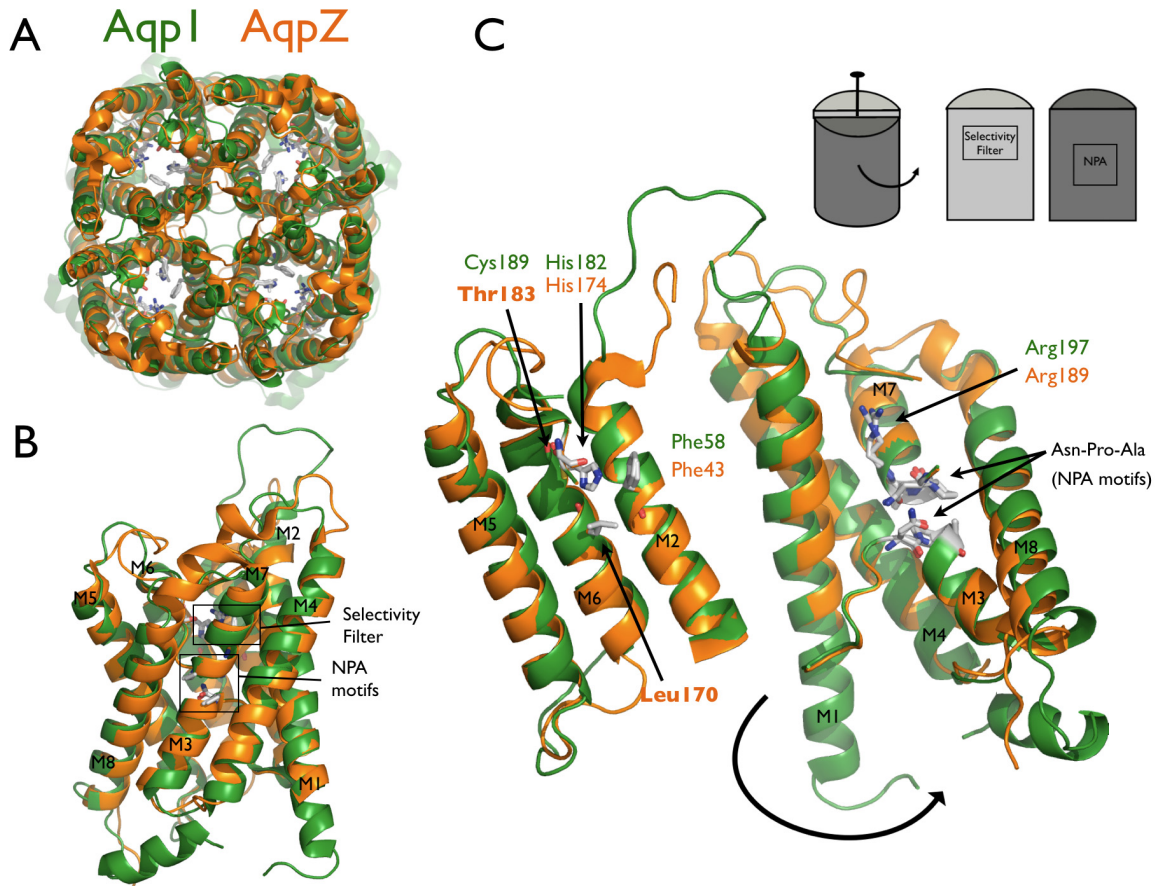 A
Aqp1 AqpZ
C
Selectivity
Filter
NPA
Cys189 His182
Thr183 His174
Arg197
Arg189
M7
Phe58
Phe43
Asn-Pro-Ala
(NPA motifs)
M5
M2
M6
M8
M3
M4
Leu170
M1
B
M2
M6
M7
M5
M4
Selectivity
Filter
NPA
motifs
M3
M8
M1